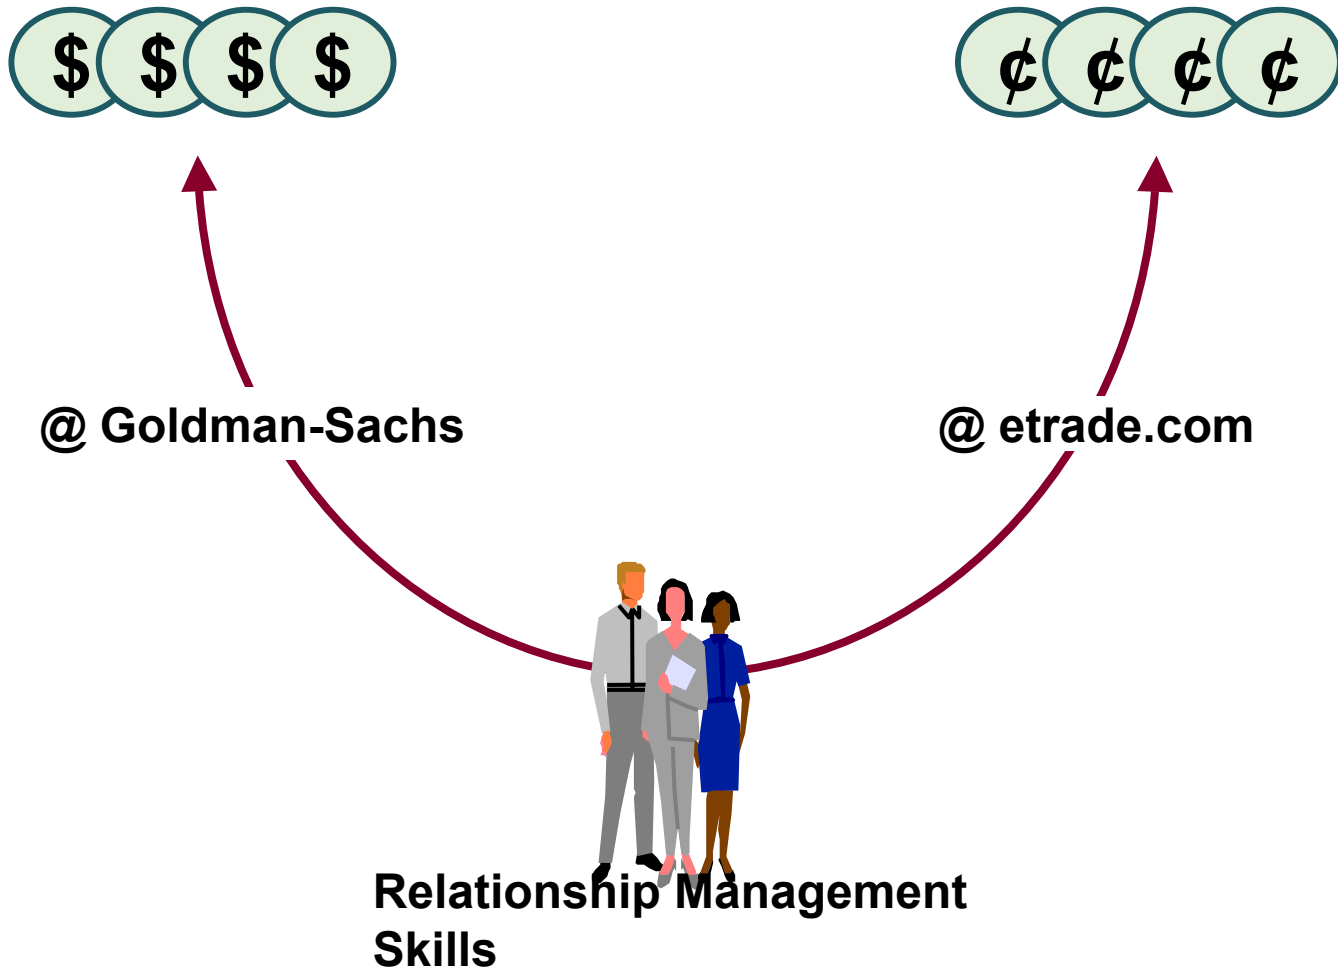 $ $ $ $
¢ ¢ ¢ ¢
@ Goldman-Sachs
@ etrade.com
Relationship Management
Skills